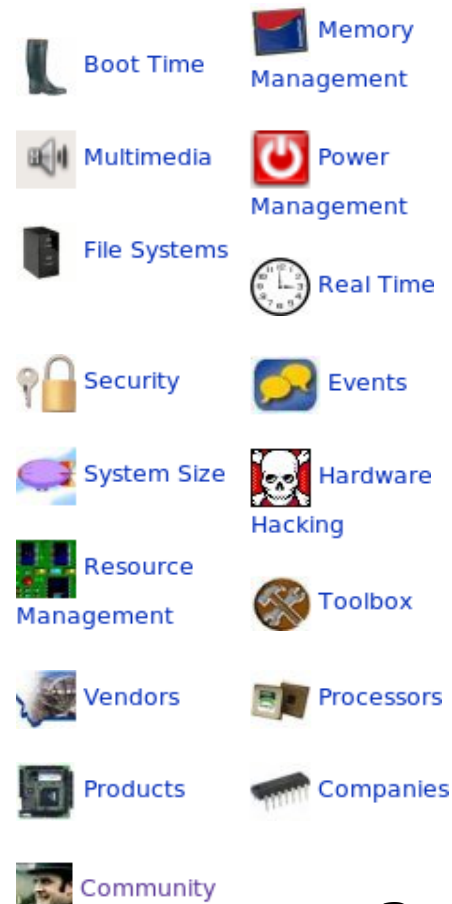 Boot Time
Multimedia
File Systems
Security
System Size
Resource
Management
Vendors
Products
Community
Memory
Management
Power
Management
Real Time
Events
Hardware
Hacking
Toolbox
Processors
Companies